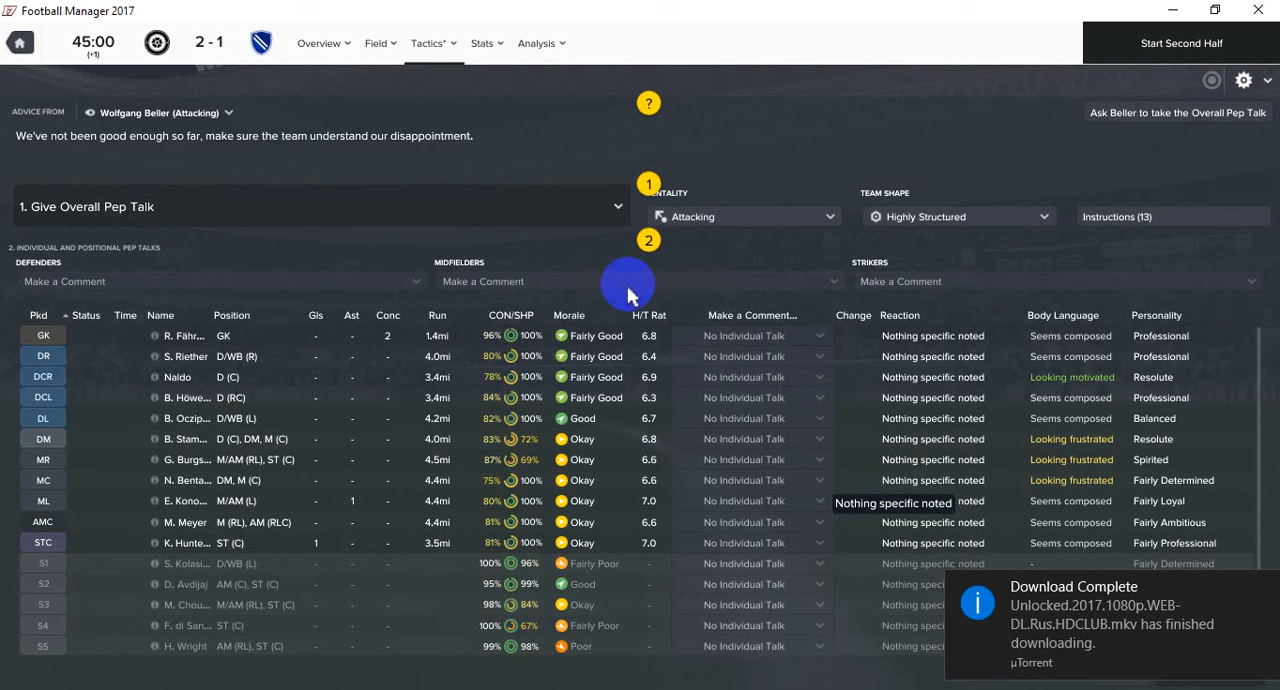 Football Manager 2017
45:00
(+1)
2 - 1
Overview
Field
Tactics*
Stats
Analysis
Start Second Half
ADVICE FROM
Wolfgang Beller (Attacking)
?
Ask Beller to take the Overall Pep Talk
We've not been good enough so far, make sure the team understand our disappointment.
1. Give Overall Pep Talk
1
ENTALITY
Attacking
TEAM SHAPE
Highly Structured
Instructions (13)
2
2. INDIVIDUAL AND POSITIONAL PEP TALKS
DEFENDERS
Make a Comment
MIDFIELDERS
Make a Comment
STRIKERS
Make a Comment
Pkd Status Time Name Position Gls Ast Conc Run CON/SHP Morale H/T Rat Make a Comment... Change Reaction Body Language Personality
GK R. Fähr... GK - - 2 1.4mi 96% 100% Fairly Good 6.8 No Individual Talk Nothing specific noted Seems composed Professional
DR S. Riether D/WB (R) - - - 4.0mi 80% 100% Fairly Good 6.4 No Individual Talk Nothing specific noted Seems composed Professional
DCR Naldo D (C) - - - 3.4mi 78% 100% Fairly Good 6.9 No Individual Talk Nothing specific noted Looking motivated Resolute
DCL B. Höwe... D (RC) - - - 3.4mi 84% 100% Fairly Good 6.3 No Individual Talk Nothing specific noted Seems composed Professional
DL B. Oczip... D/WB (L) - - - 4.2mi 82% 100% Good 6.7 No Individual Talk Nothing specific noted Seems composed Balanced
DM B. Stam... D (C), DM, M (C) - - - 4.0mi 83% 72% Okay 6.8 No Individual Talk Nothing specific noted Looking frustrated Resolute
MR G. Burgs... M/AM (RL), ST (C) - - - 4.5mi 87% 69% Okay 6.6 No Individual Talk Nothing specific noted Looking frustrated Spirited
MC N. Benta... DM, M (C) - - - 4.4mi 75% 100% Okay 6.6 No Individual Talk Nothing specific noted Looking frustrated Fairly Determined
ML E. Kono... M/AM (L) - 1 - 4.4mi 80% 100% Okay 7.0 No Individual Talk Nothing specific noted noted Seems composed Fairly Loyal
AMC M. Meyer M (RL), AM (RLC) - - - 4.4mi 81% 100% Okay 6.6 No Individual Talk Nothing specific noted Seems composed Fairly Ambitious
STC K. Hunte... ST (C) 1 - - 3.5mi 81% 100% Okay 7.0 No Individual Talk Nothing specific noted Seems composed Fairly Professional
S1 S. Kolasi... D/WB (L) - - - 100% 96% Fairly Poor - No Individual Talk Nothing specific noted - Fairly Determined
S2 D. Avdijaj AM (C), ST (C) - - - 95% 99% Good - No Individual Talk Nothing spec
S3 M. Chou... M/AM (RL), ST (C) - - - 98% 84% Okay - No Individual Talk Nothing spec
S4 F. di San... ST (C) - - - 100% 67% Fairly Poor - No Individual Talk Nothing spec
S5 H. Wright AM (RL), ST (C) - - - 99% 98% Poor - No Individual Talk Nothing spec
Download Complete
Unlocked.2017.1080p.WEB-
DL.Rus.HDCLUB.mkv has finished
downloading.
µTorrent